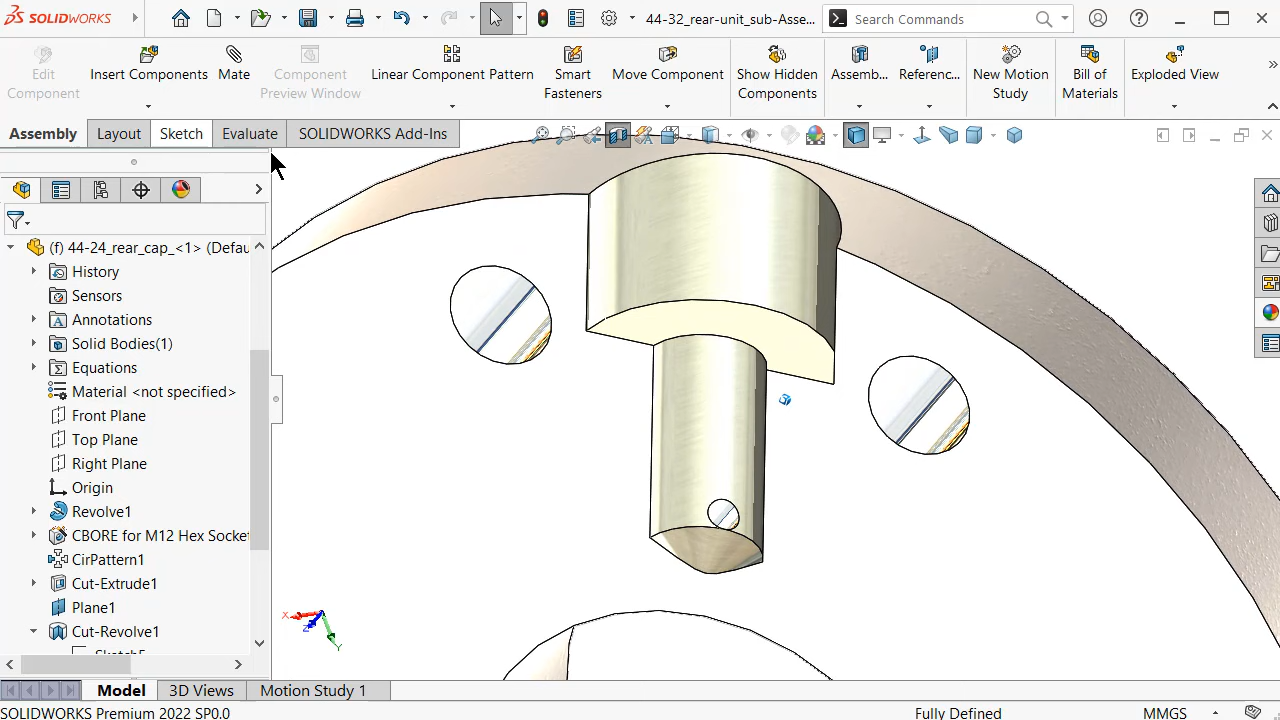 SOLIDWORKS
44-32_rear-unit_sub-Asse...
Search Commands
Edit Component
Insert Components
Mate
Component Preview Window
Linear Component Pattern
Smart Fasteners
Move Component
Show Hidden Components
Assemb...
Referenc...
New Motion Study
Bill of Materials
Exploded View
Assembly
Layout
Sketch
Evaluate
SOLIDWORKS Add-Ins
(f) 44-24_rear_cap_<1> (Defau
History
Sensors
Annotations
Solid Bodies(1)
Equations
Material <not specified>
Front Plane
Top Plane
Right Plane
Origin
Revolve1
CBORE for M12 Hex Socket
CirPattern1
Cut-Extrude1
Plane1
Cut-Revolve1
Sketch5
X
Z
Y
Model
3D Views
Motion Study 1
SOLIDWORKS Premium 2022 SP0.0
Fully Defined
MMGS